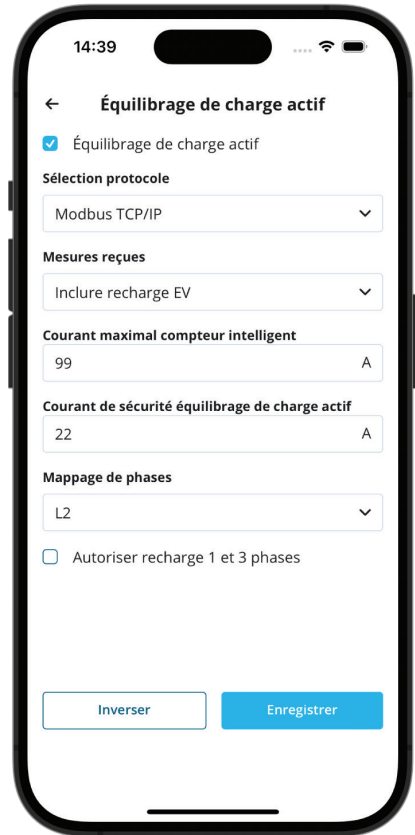 14:39
Équilibrage de charge actif
Équilibrage de charge actif
Sélection protocole
Modbus TCP/IP
Mesures reçues
Inclure recharge EV
Courant maximal compteur intelligent
99 A
Courant de sécurité équilibrage de charge actif
22 A
Mappage de phases
L2
Autoriser recharge 1 et 3 phases
Inverser Enregistrer